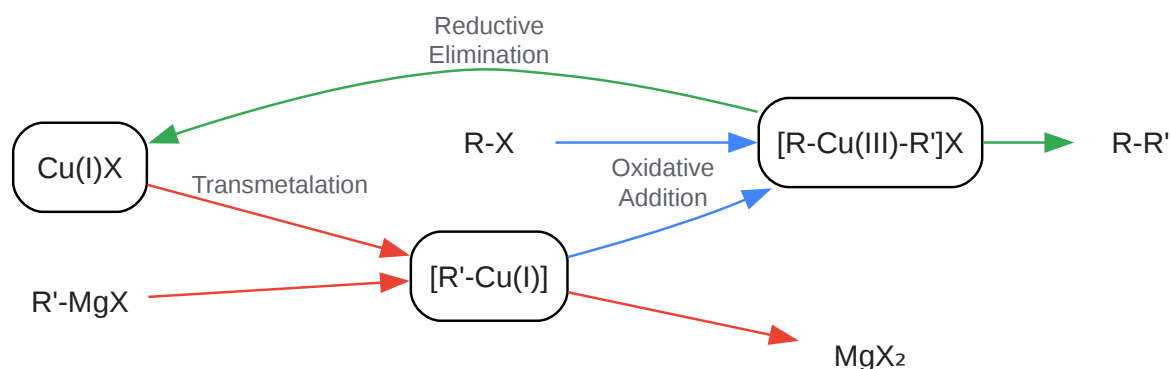 Reductive
Elimination
R-X
[R-Cu(III)-R']X
R-R'
Cu(I)X
Transmetalation
Oxidative
Addition
[R'-Cu(I)]
R'-MgX
MgX₂